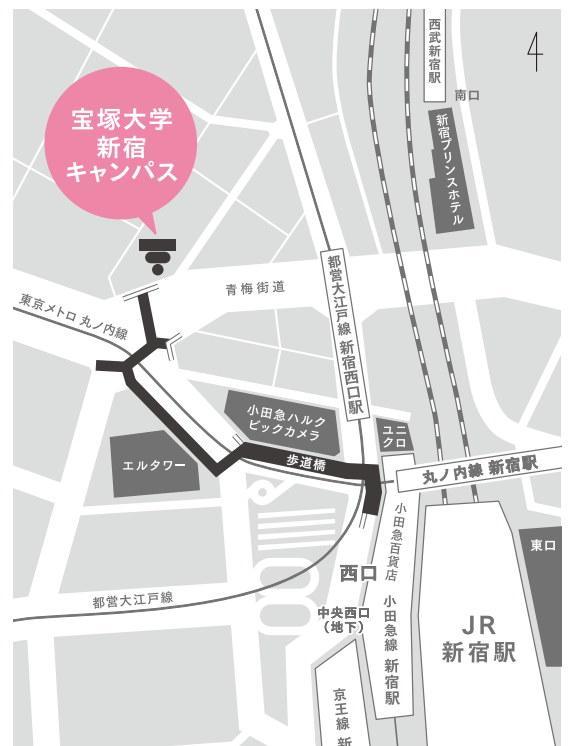 宝塚大学
新宿
キャンパス
西武新宿駅
4
南口
新宿プリンスホテル
青梅街道
東京メトロ 丸ノ内線
都営大江戸線 新宿西口駅
小田急ハルク
ビックカメラ
ユニ
クロ
歩道橋
エルタワー
丸ノ内線 新宿駅
小田急百貨店
西口
東口
都営大江戸線
中央西口
（地下）
小田急線 新宿駅
JR
新宿駅
京王線 新